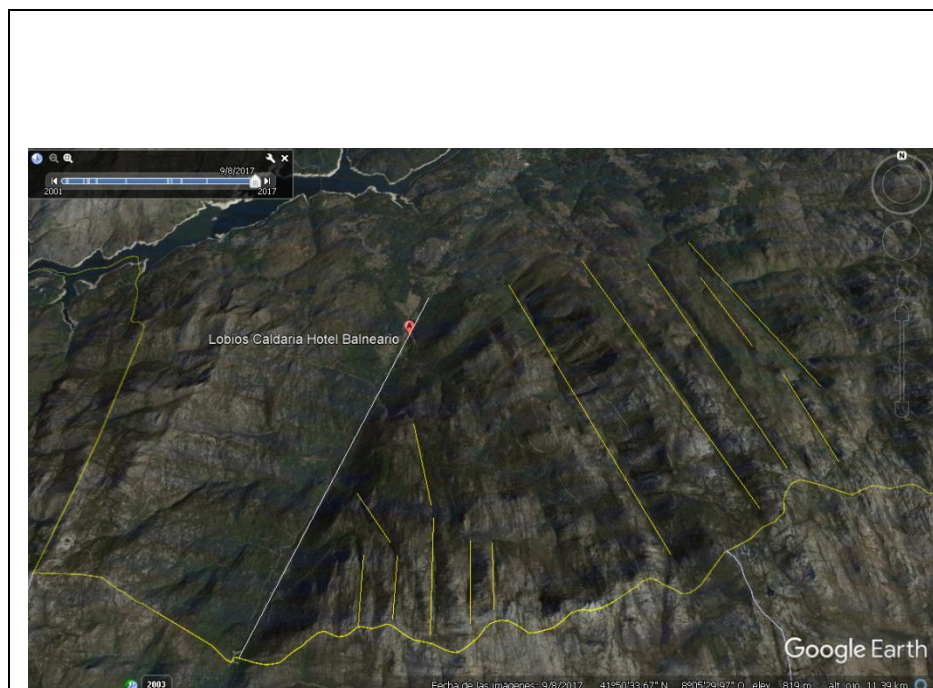 9/8/2017
2001
2017
N
A
Lobios Caldaria Hotel Balneario
Google Earth
2003
Fecha de las imágenes: 9/8/2017 41°50'33.67" N 8°05'29.97" O elev. 819 m alt. ojo 11.39 km